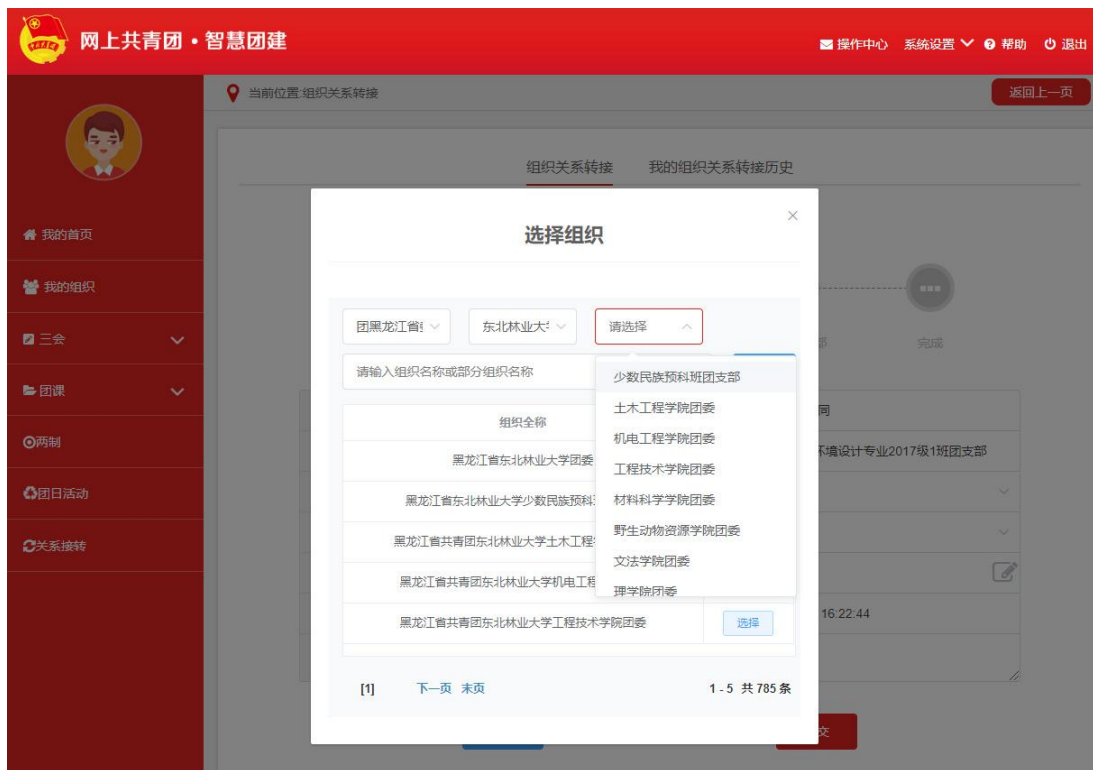 网上共青团·智慧团建
操作中心 系统设置 帮助 退出
当前位置:组织关系转接
返回上一页
组织关系转接 我的组织关系转接历史
我的首页
我的组织
三会
团课
两制
团日活动
关系接转
选择组织
×
团黑龙江省 东北林业大 请选择
请输入组织名称或部分组织名称
少数民族预科班团支部
土木工程学院团委
机电工程学院团委
工程技术学院团委
材料科学学院团委
野生动物资源学院团委
文法学院团委
理学院团委
组织全称
黑龙江省东北林业大学团委
黑龙江省东北林业大学少数民族预科
黑龙江省共青团东北林业大学土木工程
黑龙江省共青团东北林业大学机电工程
黑龙江省共青团东北林业大学工程技术学院团委 选择
[1] 下一页 末页 1 - 5 共 785 条
部 完成
同
环境设计专业2017级1班团支部
16:22:44
交